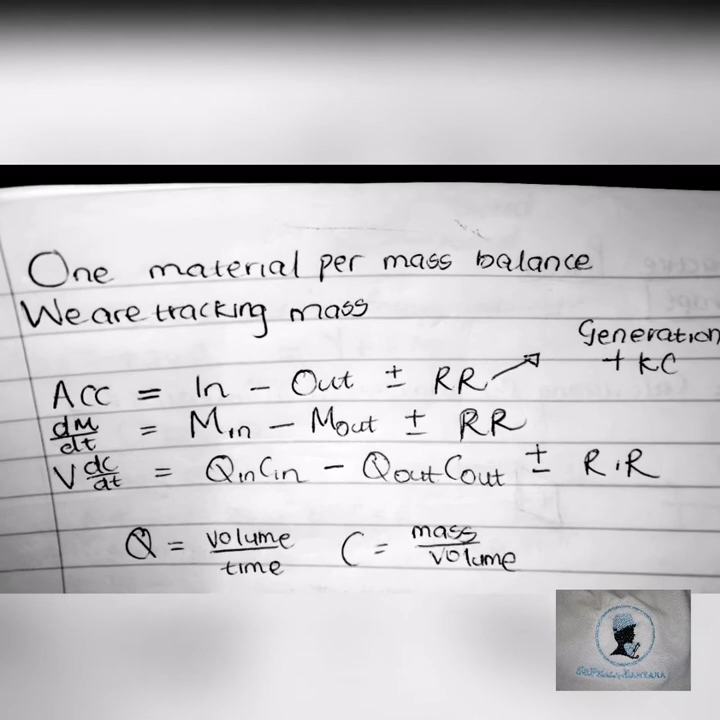 One material per mass balance
We are tracking mass
Generation
+ KC
Acc = In - Out ± RR
dM/dt = Min - Mout ± RR
V dc/dt = QinCin - QoutCout ± R.R
Q = volume/time C = mass/volume